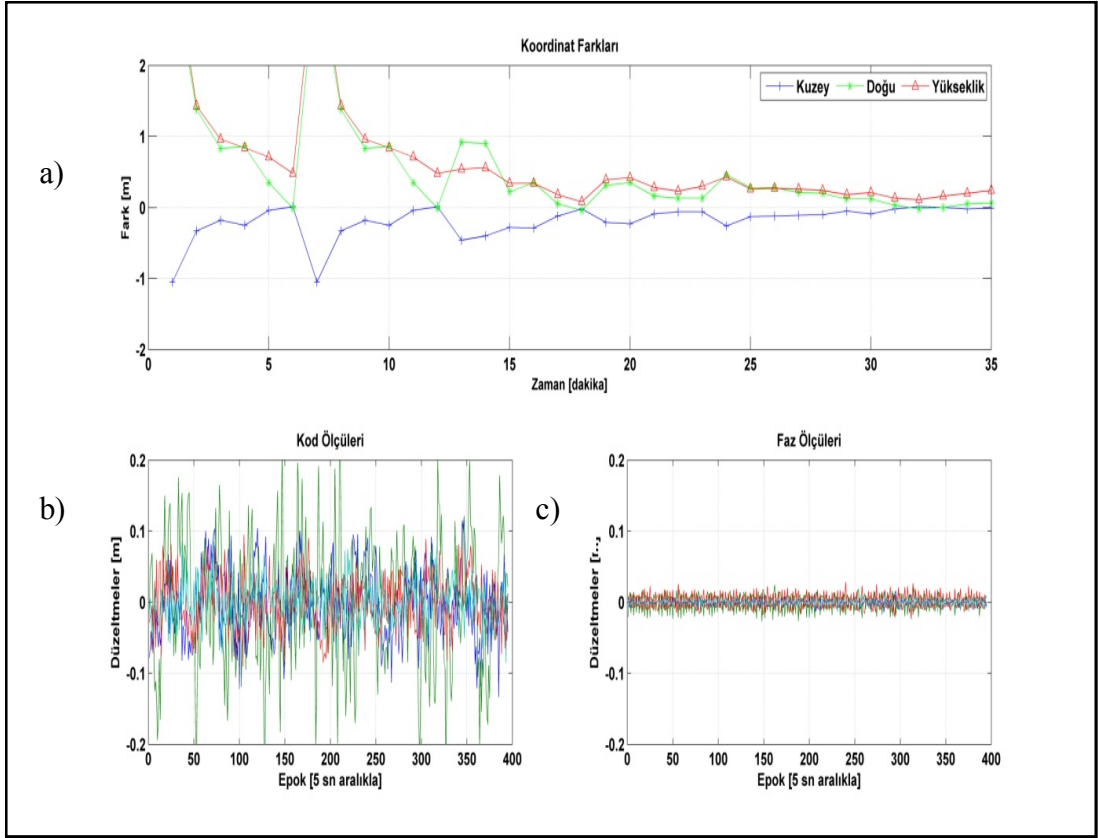 Koordinat Farkları
a)
Fark [m]
2
1
0
-1
-2
Kuzey Doğu Yükseklik
0 5 10 15 20 25 30 35
Zaman [dakika]
b)
Kod Ölçüleri
Düzeltmeler [m]
0.2
0.1
0
-0.1
-0.2
0 50 100 150 200 250 300 350 400
Epok [5 sn aralıkla]
c)
Faz Ölçüleri
Düzeltmeler
0.2
0.1
0
-0.1
-0.2
0 50 100 150 200 250 300 350 400
Epok [5 sn aralıkla]